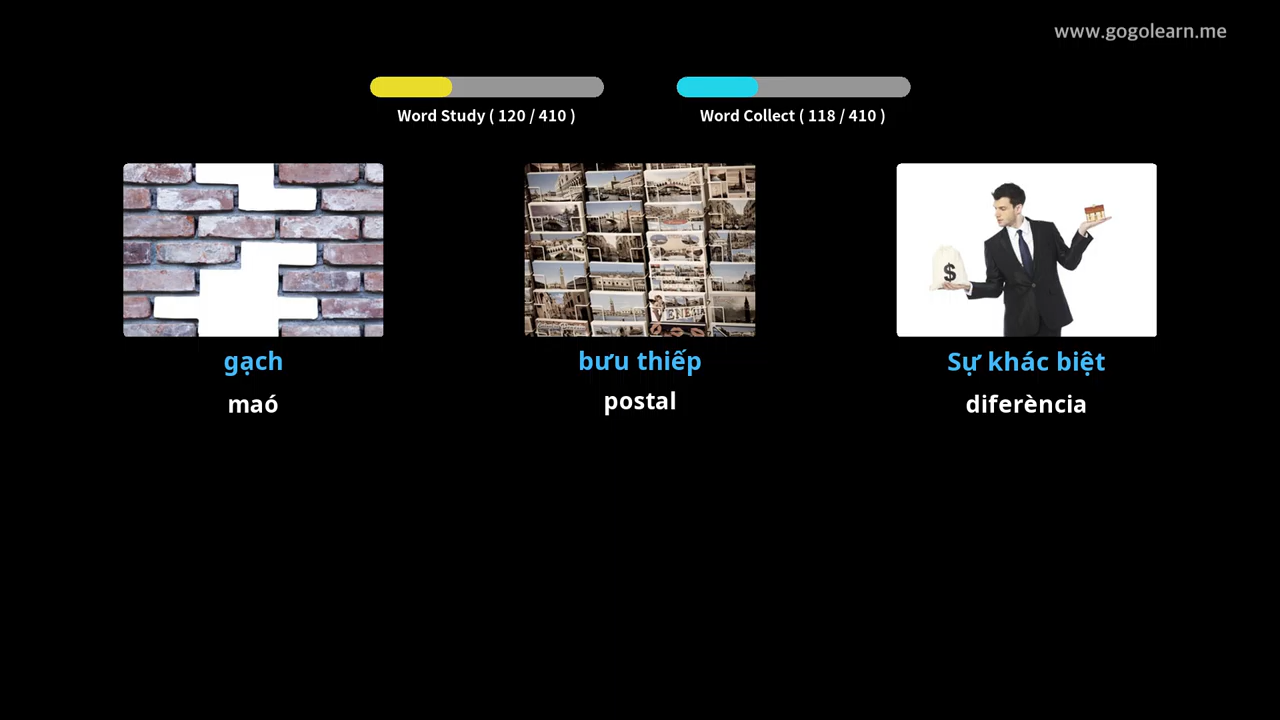 www.gogolearn.me
Word Study ( 120 / 410 )
Word Collect ( 118 / 410 )
$
VENE
gạch
bưu thiếp
Sự khác biệt
maó
postal
diferència